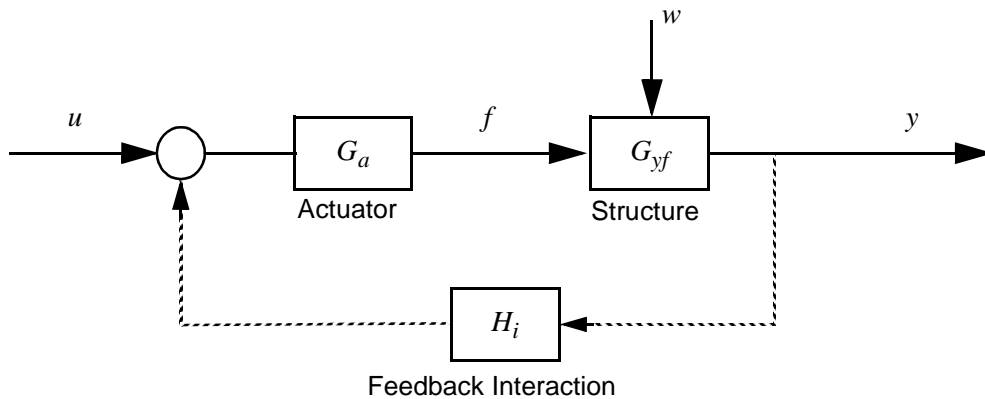 w
u
f
y
G_a
G_yf
Actuator
Structure
H_i
Feedback Interaction